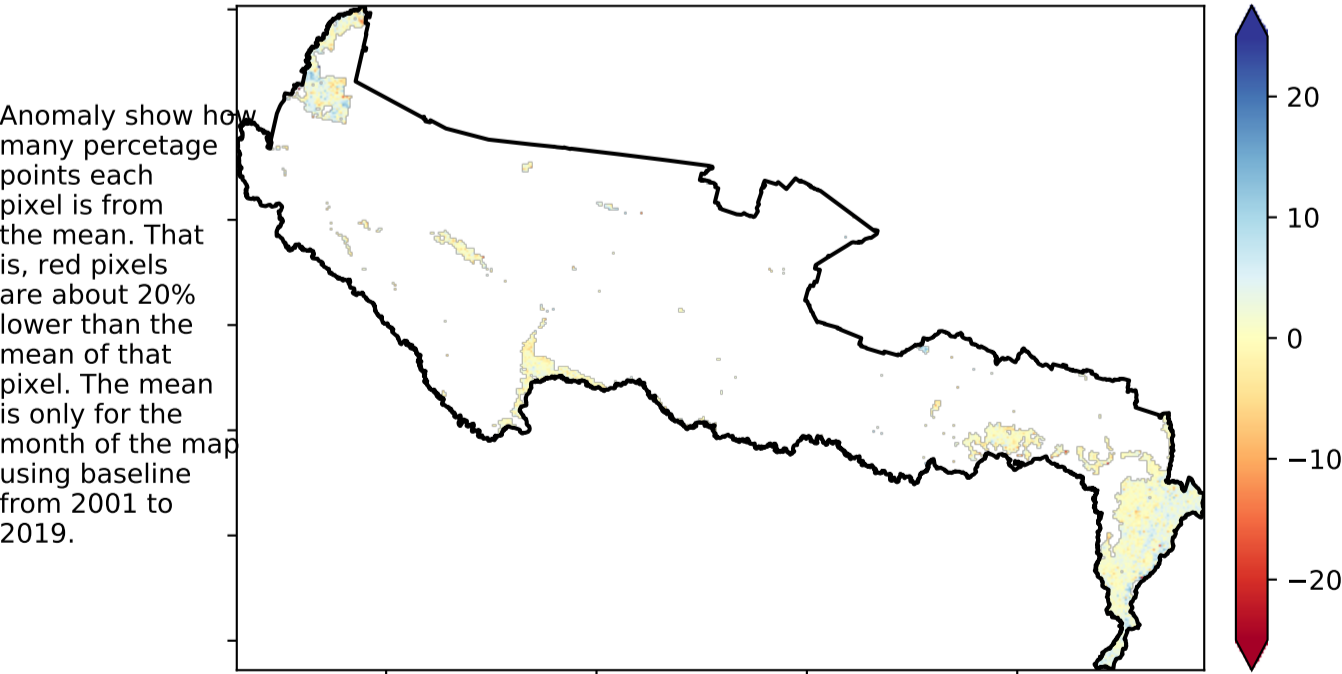 Anomaly show how
many percetage
points each
pixel is from
the mean. That
is, red pixels
are about 20%
lower than the
mean of that
pixel. The mean
is only for the
month of the map
using baseline
from 2001 to
2019.
20
10
0
−10
−20